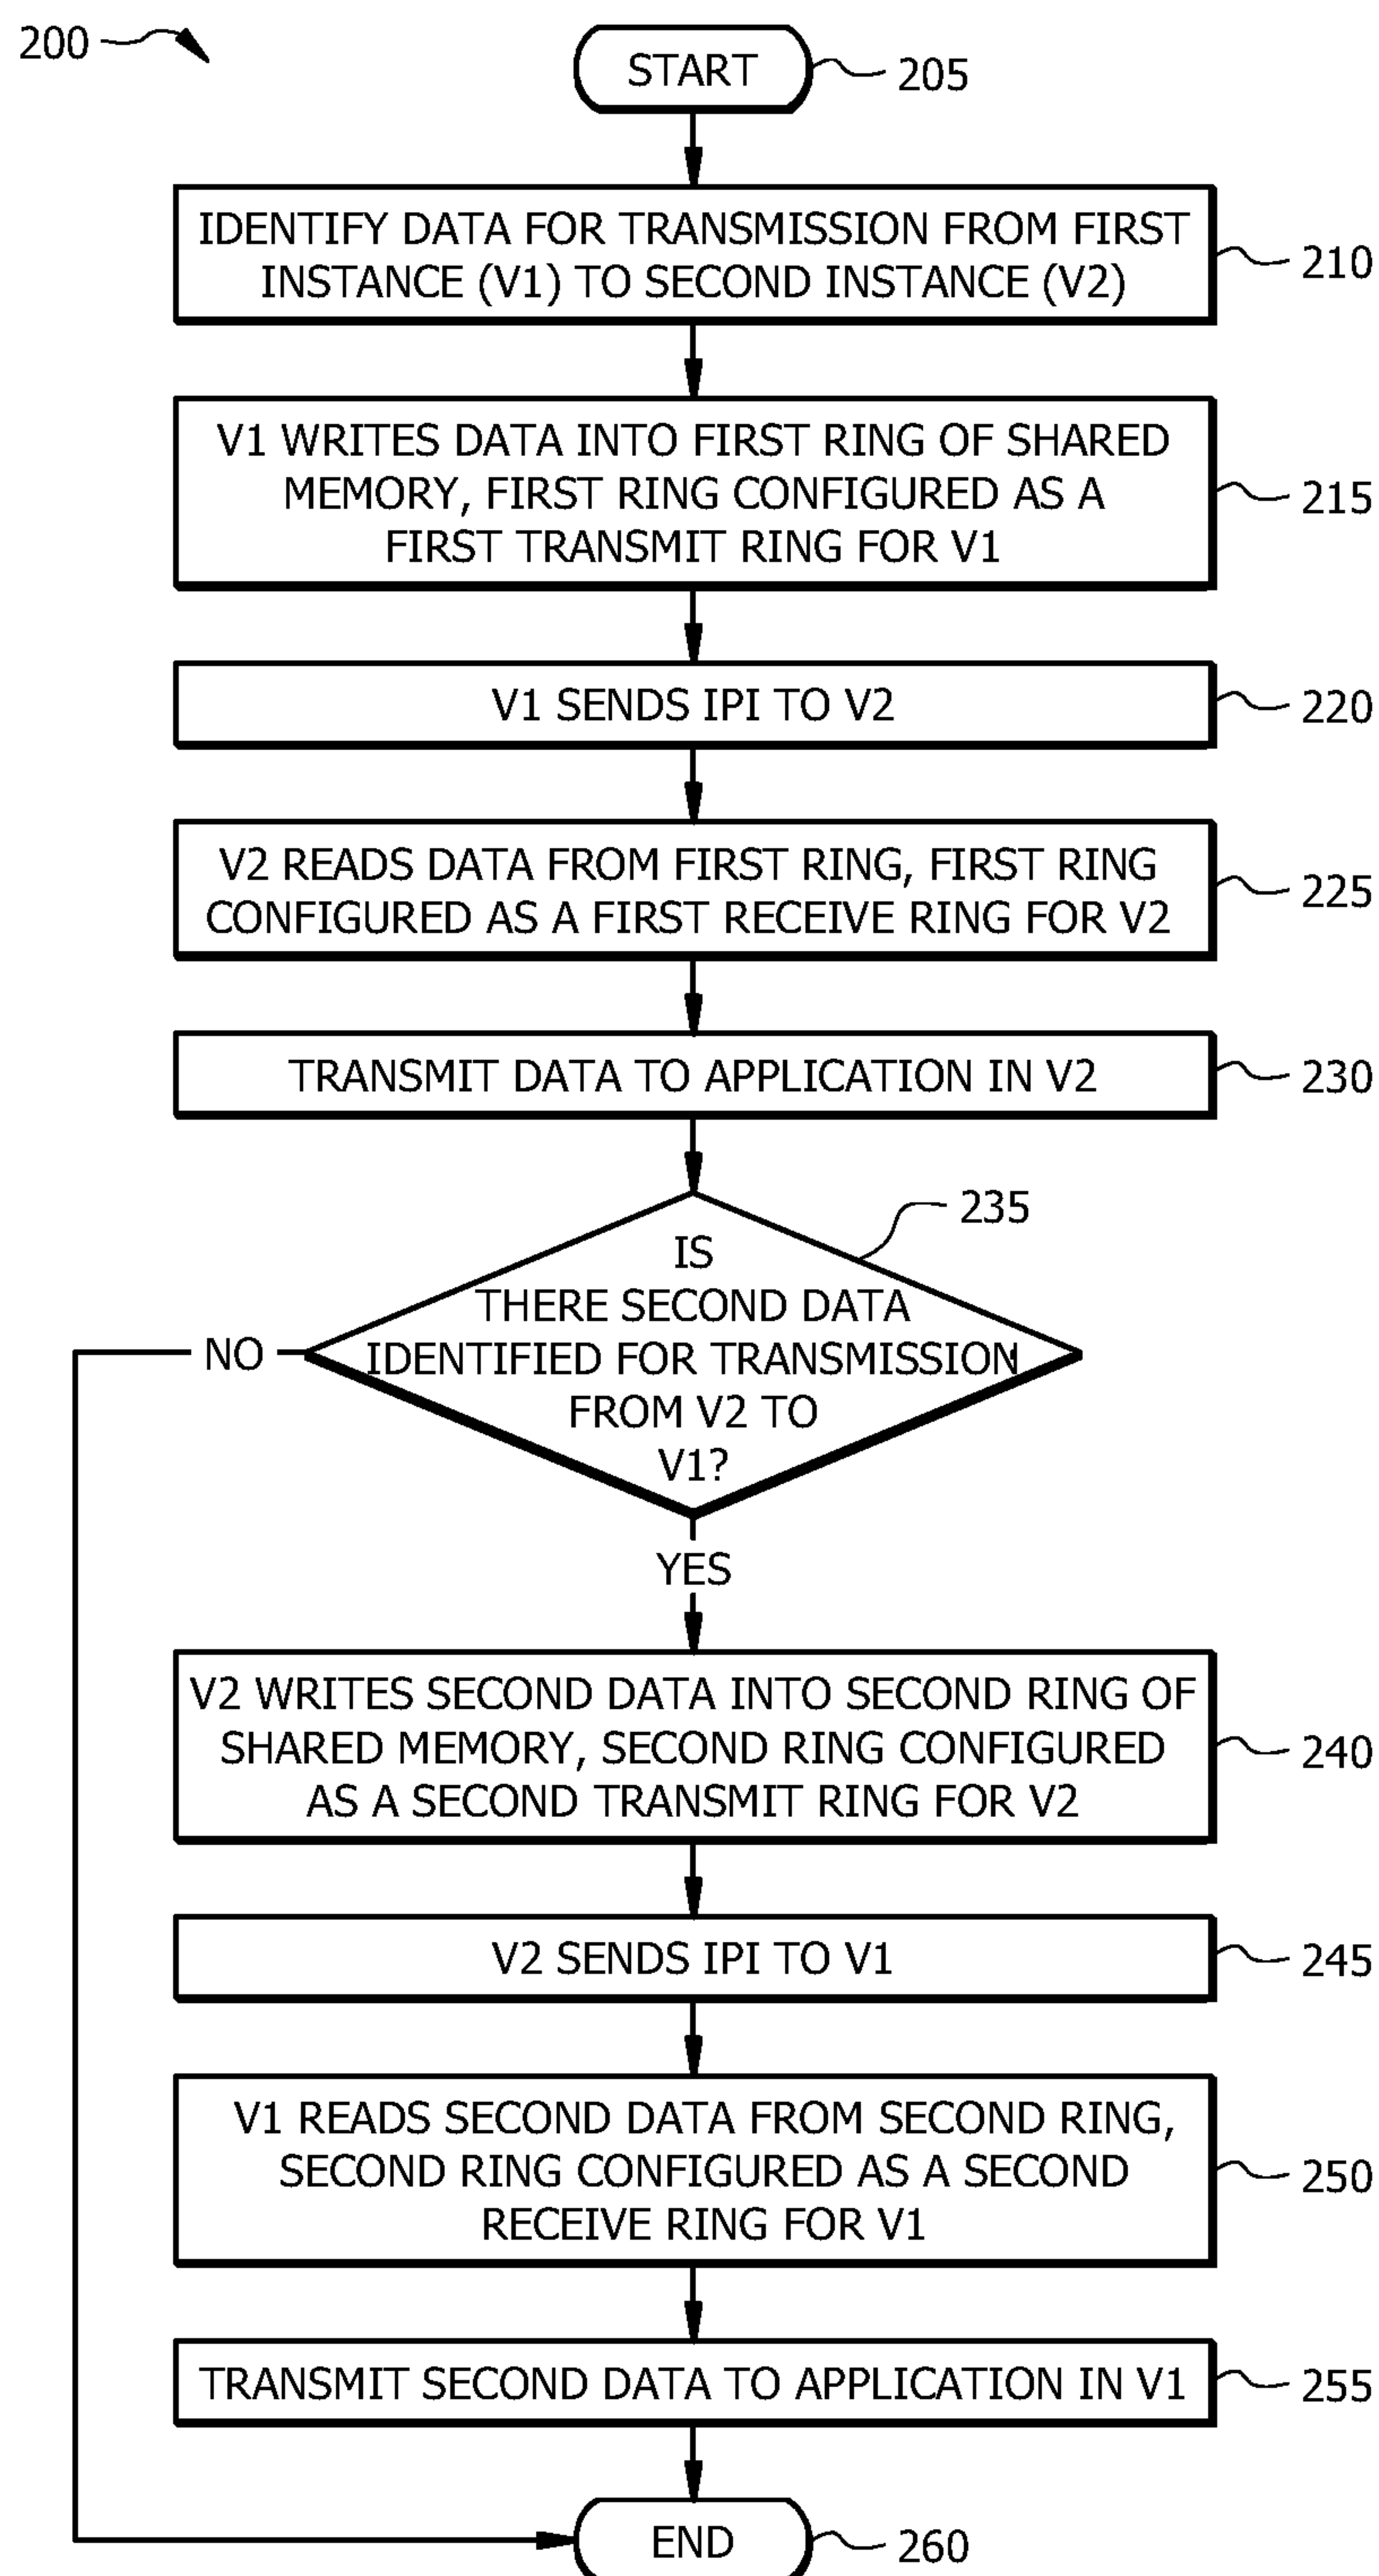 200
START
205
IDENTIFY DATA FOR TRANSMISSION FROM FIRST
INSTANCE (V1) TO SECOND INSTANCE (V2)
210
V1 WRITES DATA INTO FIRST RING OF SHARED
MEMORY, FIRST RING CONFIGURED AS A
FIRST TRANSMIT RING FOR V1
215
V1 SENDS IPI TO V2
220
V2 READS DATA FROM FIRST RING, FIRST RING
CONFIGURED AS A FIRST RECEIVE RING FOR V2
225
TRANSMIT DATA TO APPLICATION IN V2
230
235
IS
THERE SECOND DATA
IDENTIFIED FOR TRANSMISSION
FROM V2 TO
V1?
NO
YES
V2 WRITES SECOND DATA INTO SECOND RING OF
SHARED MEMORY, SECOND RING CONFIGURED
AS A SECOND TRANSMIT RING FOR V2
240
V2 SENDS IPI TO V1
245
V1 READS SECOND DATA FROM SECOND RING,
SECOND RING CONFIGURED AS A SECOND
RECEIVE RING FOR V1
250
TRANSMIT SECOND DATA TO APPLICATION IN V1
255
END
260